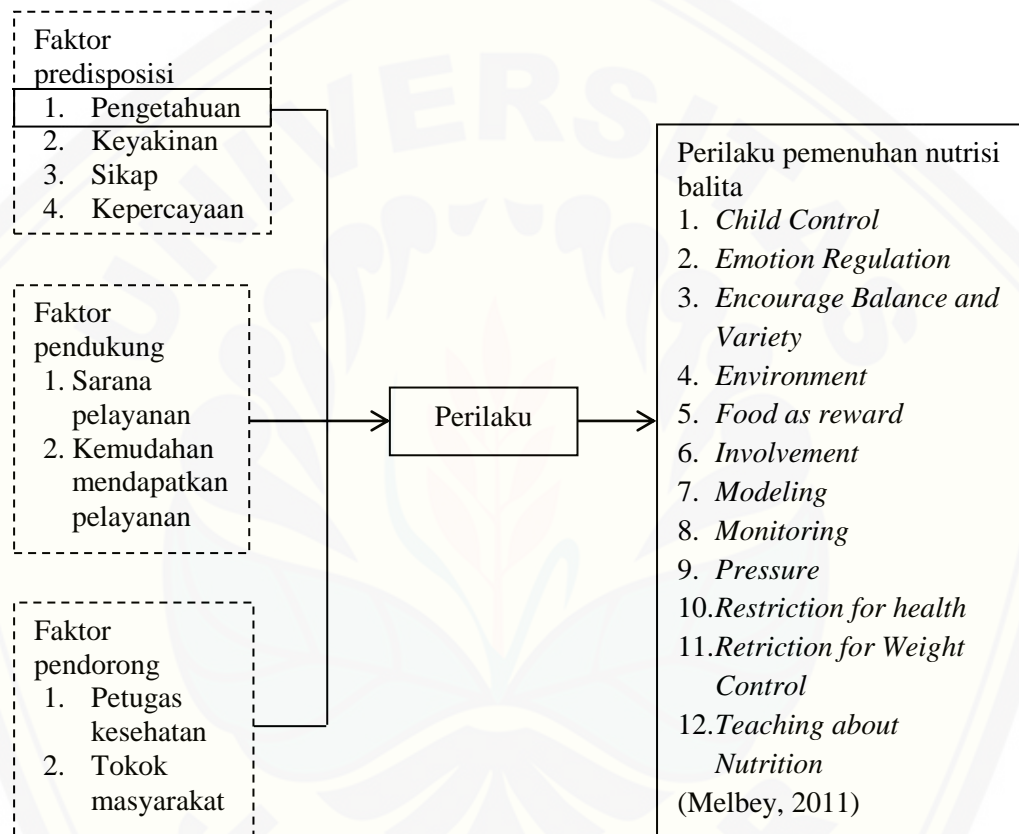 Faktor
predisposisi
1. Pengetahuan
2. Keyakinan
3. Sikap
4. Kepercayaan
Faktor
pendukung
1. Sarana
pelayanan
2. Kemudahan
mendapatkan
pelayanan
Faktor
pendorong
1. Petugas
kesehatan
2. Tokok
masyarakat
Perilaku
Perilaku pemenuhan nutrisi
balita
1. Child Control
2. Emotion Regulation
3. Encourage Balance and
Variety
4. Environment
5. Food as reward
6. Involvement
7. Modeling
8. Monitoring
9. Pressure
10.Restriction for health
11.Retriction for Weight
Control
12.Teaching about
Nutrition
(Melbey, 2011)
UNIVERSITAS